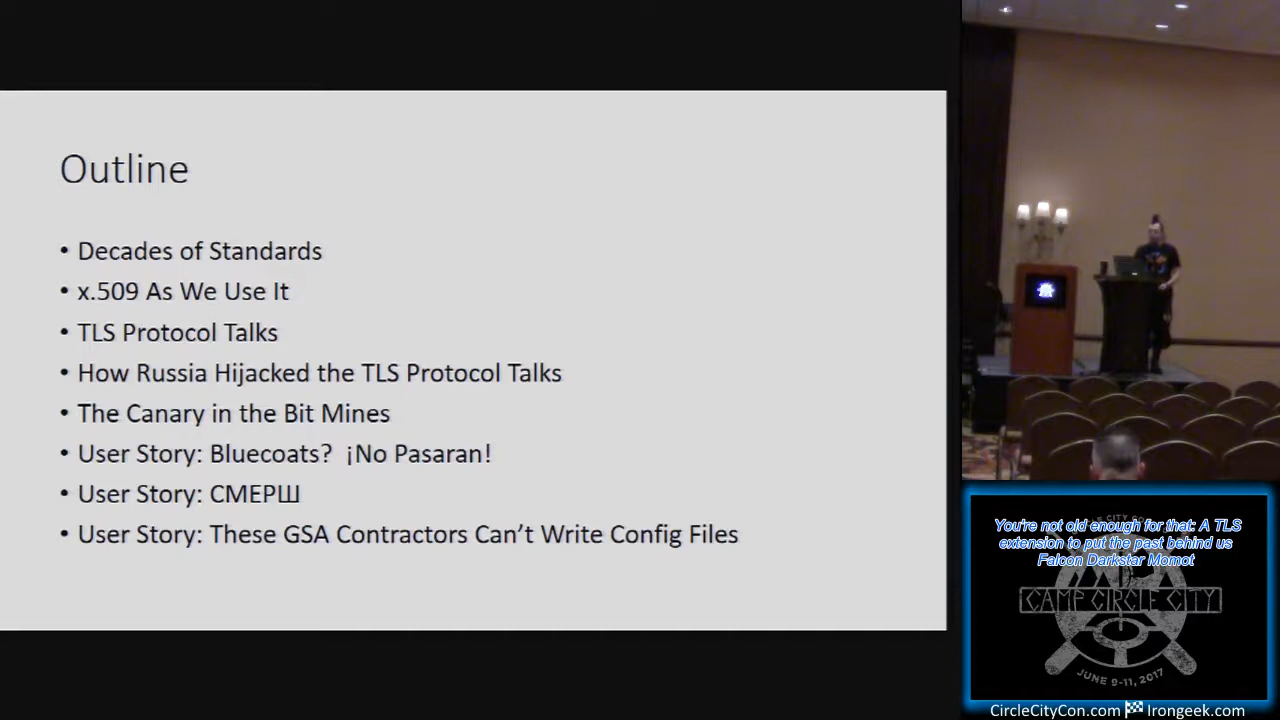 Outline
• Decades of Standards
• x.509 As We Use It
• TLS Protocol Talks
• How Russia Hijacked the TLS Protocol Talks
• The Canary in the Bit Mines
• User Story: Bluecoats?  ¡No Pasaran!
• User Story: СМЕРШ
• User Story: These GSA Contractors Can’t Write Config Files
You're not old enough for that: A TLS
extension to put the past behind us
Falcon Darkstar Momot
CAMP CIRCLE CITY
JUNE 9-11, 2017
CircleCityCon.com Irongeek.com